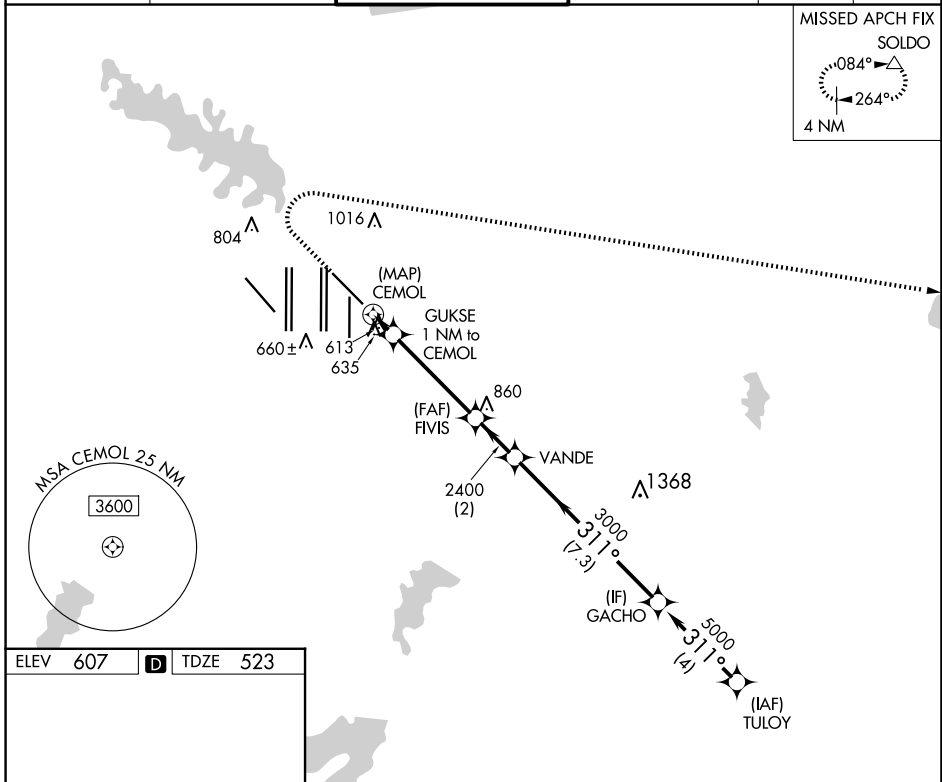 MISSED APCH FIX
SOLDO
084°
264°
4 NM
1016
804
(MAP)
CEMOL
GUKSE
1 NM to
CEMOL
660 ±
613
635
860
(FAF)
FIVIS
VANDE
2400
(2)
1368
MSA CEMOL 25 NM
3600
3000
311°
(7.3)
(IF)
GACHO
5000
311°
(4)
(IAF)
TULOY
ELEV 607 D TDZE 523